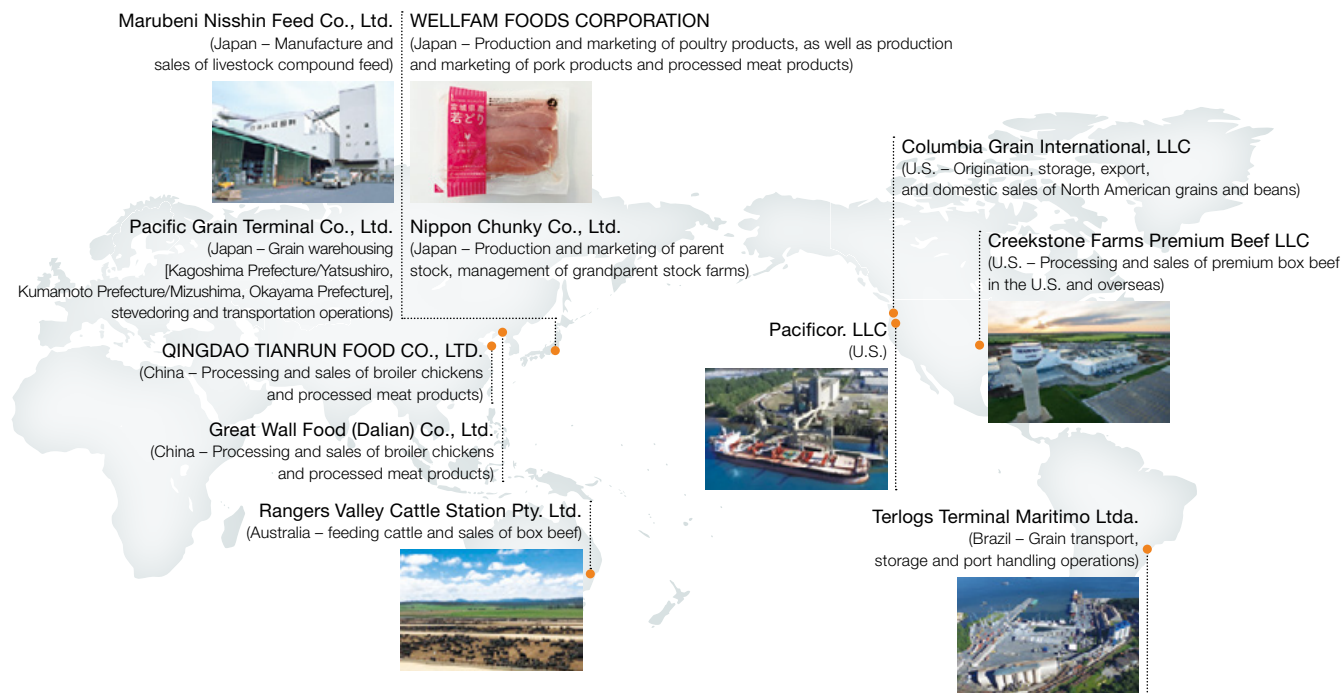 Marubeni Nisshin Feed Co., Ltd.
(Japan – Manufacture and
sales of livestock compound feed)
WELLFAM FOODS CORPORATION
(Japan – Production and marketing of poultry products, as well as production
and marketing of pork products and processed meat products)
宮城県産
若どり
Pacific Grain Terminal Co., Ltd.
(Japan – Grain warehousing
[Kagoshima Prefecture/Yatsushiro,
Kumamoto Prefecture/Mizushima, Okayama Prefecture],
stevedoring and transportation operations)
Nippon Chunky Co., Ltd.
(Japan – Production and marketing of parent
stock, management of grandparent stock farms)
QINGDAO TIANRUN FOOD CO., LTD.
(China – Processing and sales of broiler chickens
and processed meat products)
Great Wall Food (Dalian) Co., Ltd.
(China – Processing and sales of broiler chickens
and processed meat products)
Rangers Valley Cattle Station Pty. Ltd.
(Australia – feeding cattle and sales of box beef)
Columbia Grain International, LLC
(U.S. – Origination, storage, export,
and domestic sales of North American grains and beans)
Creekstone Farms Premium Beef LLC
(U.S. – Processing and sales of premium box beef
in the U.S. and overseas)
Pacificor. LLC
(U.S.)
Terlogs Terminal Maritimo Ltda.
(Brazil – Grain transport,
storage and port handling operations)